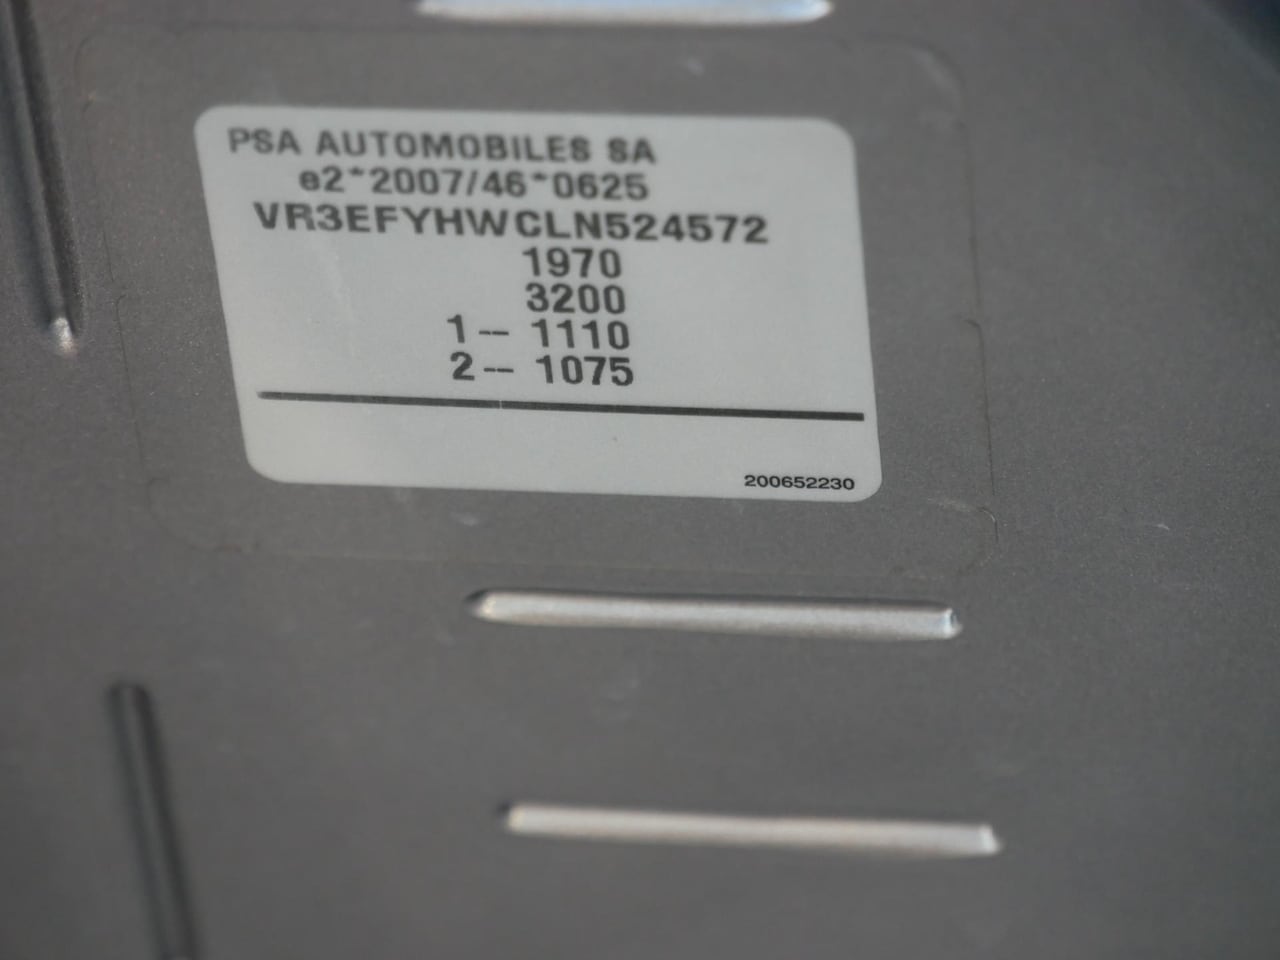 PSA AUTOMOBILES SA
e2*2007/46*0625
VR3EFYHWCLN524572
1970
3200
1-- 1110
2-- 1075
200652230